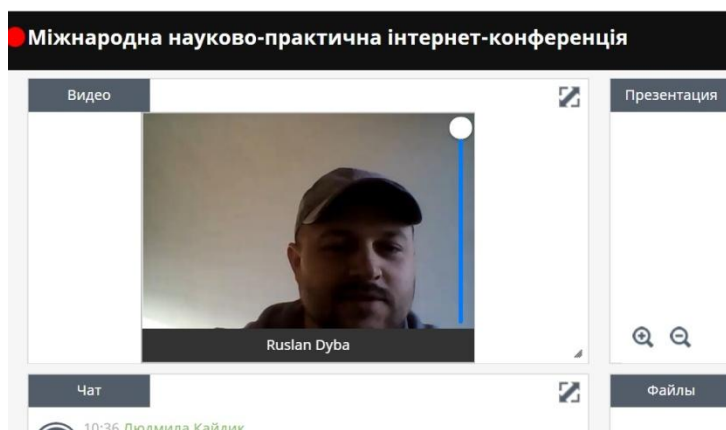 Міжнародна науково-практична інтернет-конференція
Видео
Презентация
Ruslan Dyba
Чат
Файлы
10:36 Людмила Кайдик